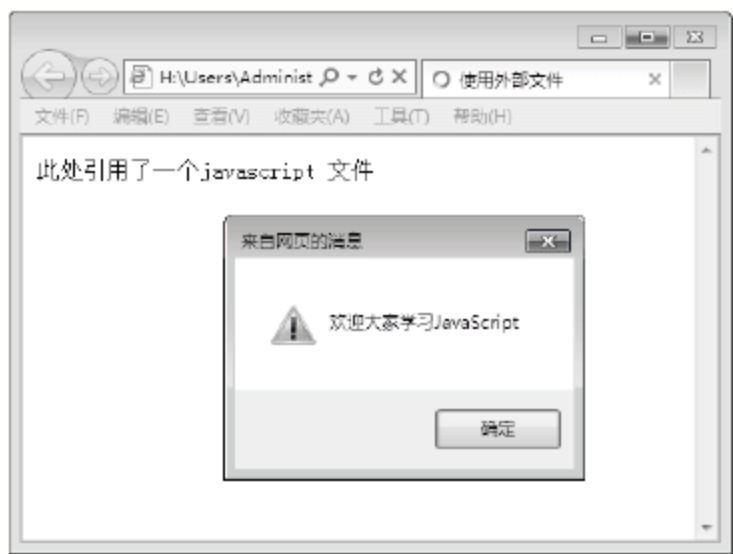 H:\Users\Administ
使用外部文件
文件(F) 编辑(E) 查看(V) 收藏夹(A) 工具(T) 帮助(H)
此处引用了一个javascript 文件
来自网页的消息
欢迎大家学习JavaScript
确定